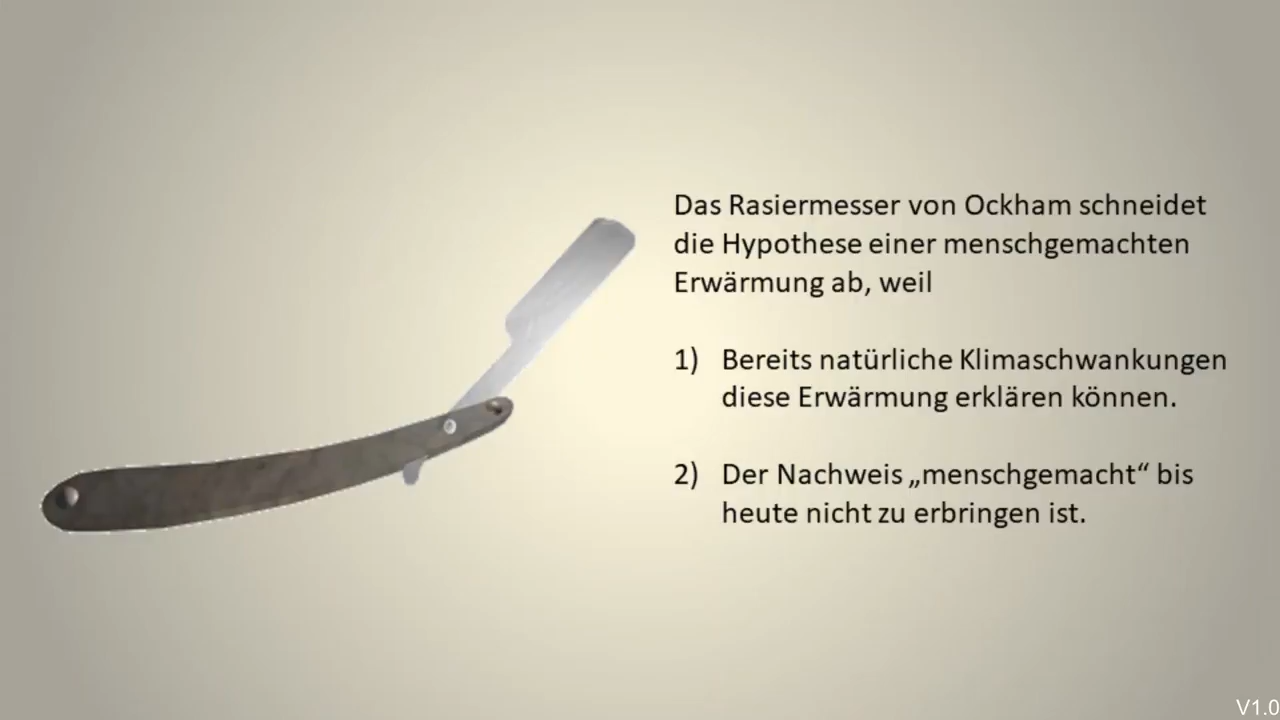 Das Rasiermesser von Ockham schneidet
die Hypothese einer menschgemachten
Erwärmung ab, weil
1) Bereits natürliche Klimaschwankungen
diese Erwärmung erklären können.
2) Der Nachweis „menschgemacht“ bis
heute nicht zu erbringen ist.
V1.0